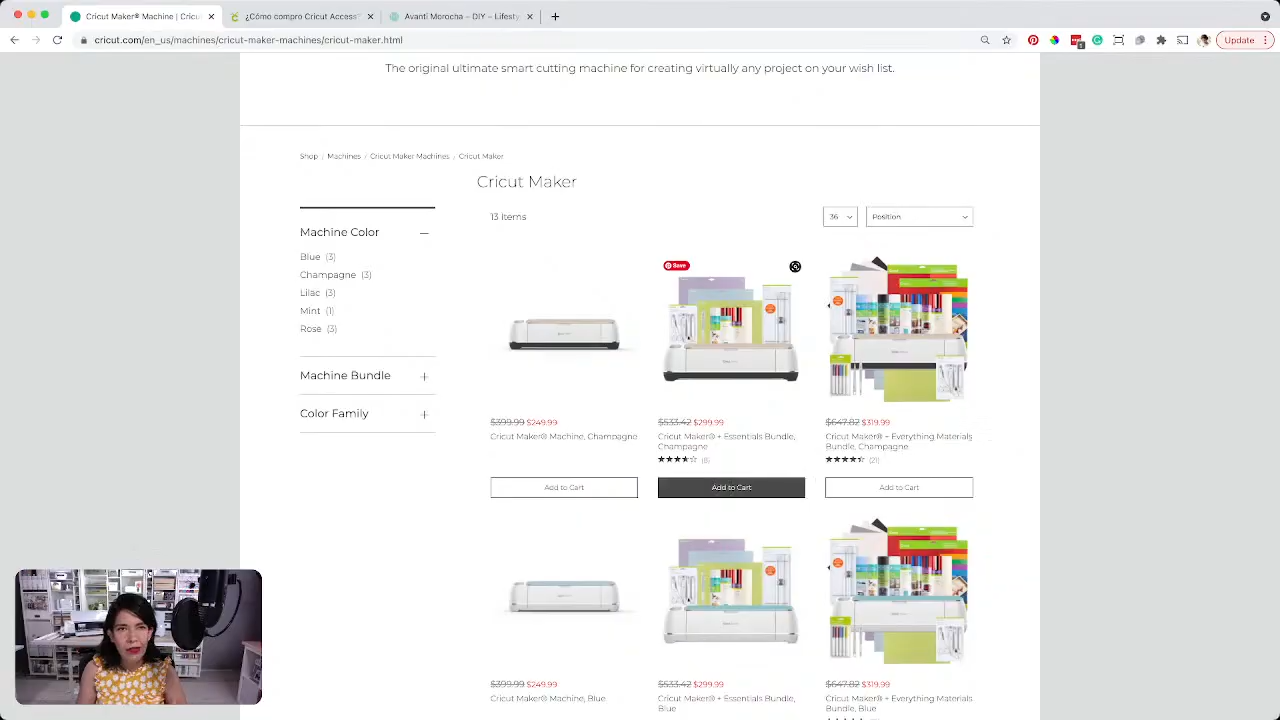 Cricut Maker® Machine | Cricut
¿Cómo compro Cricut Access
Avanti Morocha – DIY – Lifesty
cricut.com/en_us/machines/cricut-maker-machines/cricut-maker.html
Update
The original ultimate smart cutting machine for creating virtually any project on your wish list.
Shop / Machines / Cricut Maker Machines / Cricut Maker
Cricut Maker
13 Items
36
Position
Machine Color
Blue (3)
Champagne (3)
Lilac (3)
Mint (1)
Rose (3)
Machine Bundle
Color Family
Save
$399.99 $249.99
Cricut Maker® Machine, Champagne
Add to Cart
$533.42 $299.99
Cricut Maker® + Essentials Bundle,
Champagne
(8)
Add to Cart
$647.82 $319.99
Cricut Maker® + Everything Materials
Bundle, Champagne
(21)
Add to Cart
$399.99 $249.99
Cricut Maker® Machine, Blue
$533.42 $299.99
Cricut Maker® + Essentials Bundle,
Blue
$647.82 $319.99
Cricut Maker® + Everything Materials
Bundle, Blue